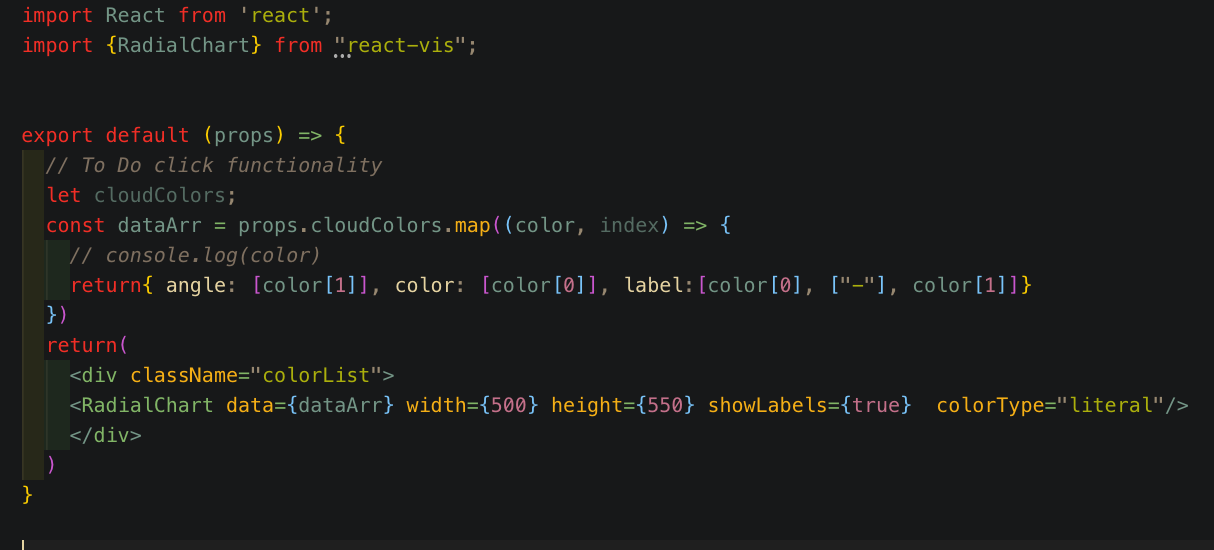 import React from 'react';
import {RadialChart} from "react-vis";
export default (props) => {
// To Do click functionality
let cloudColors;
const dataArr = props.cloudColors.map((color, index) => {
// console.log(color)
return{ angle: [color[1]], color: [color[0]], label:[color[0], ["-"], color[1]]}
})
return(
<div className="colorList">
<RadialChart data={dataArr} width={500} height={550} showLabels={true}  colorType="literal"/>
</div>
)
}